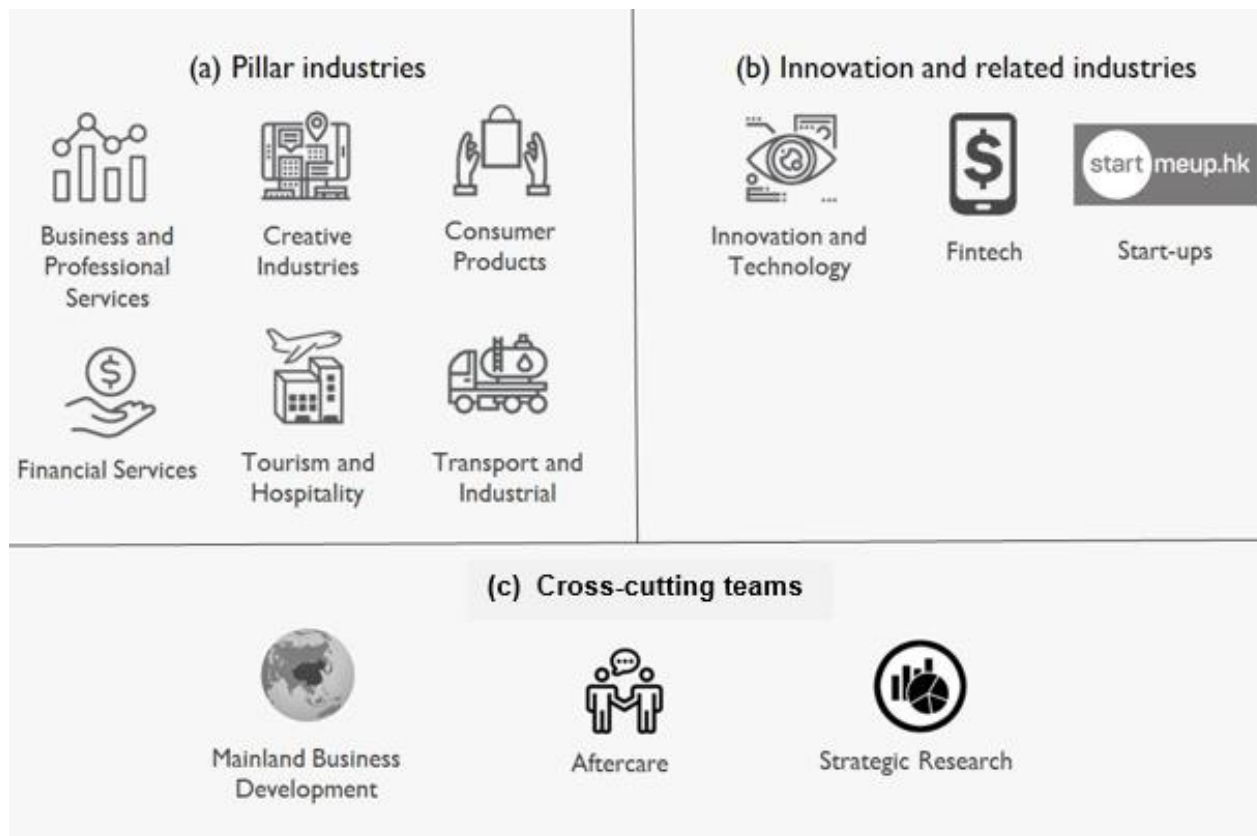 (a) Pillar industries
Business and
Professional
Services
Creative
Industries
Consumer
Products
$
Financial Services
Tourism and
Hospitality
Transport and
Industrial
(b) Innovation and related industries
Innovation and
Technology
$
Fintech
startmeup.hk
Start-ups
(c) Cross-cutting teams
Mainland Business
Development
Aftercare
Strategic Research